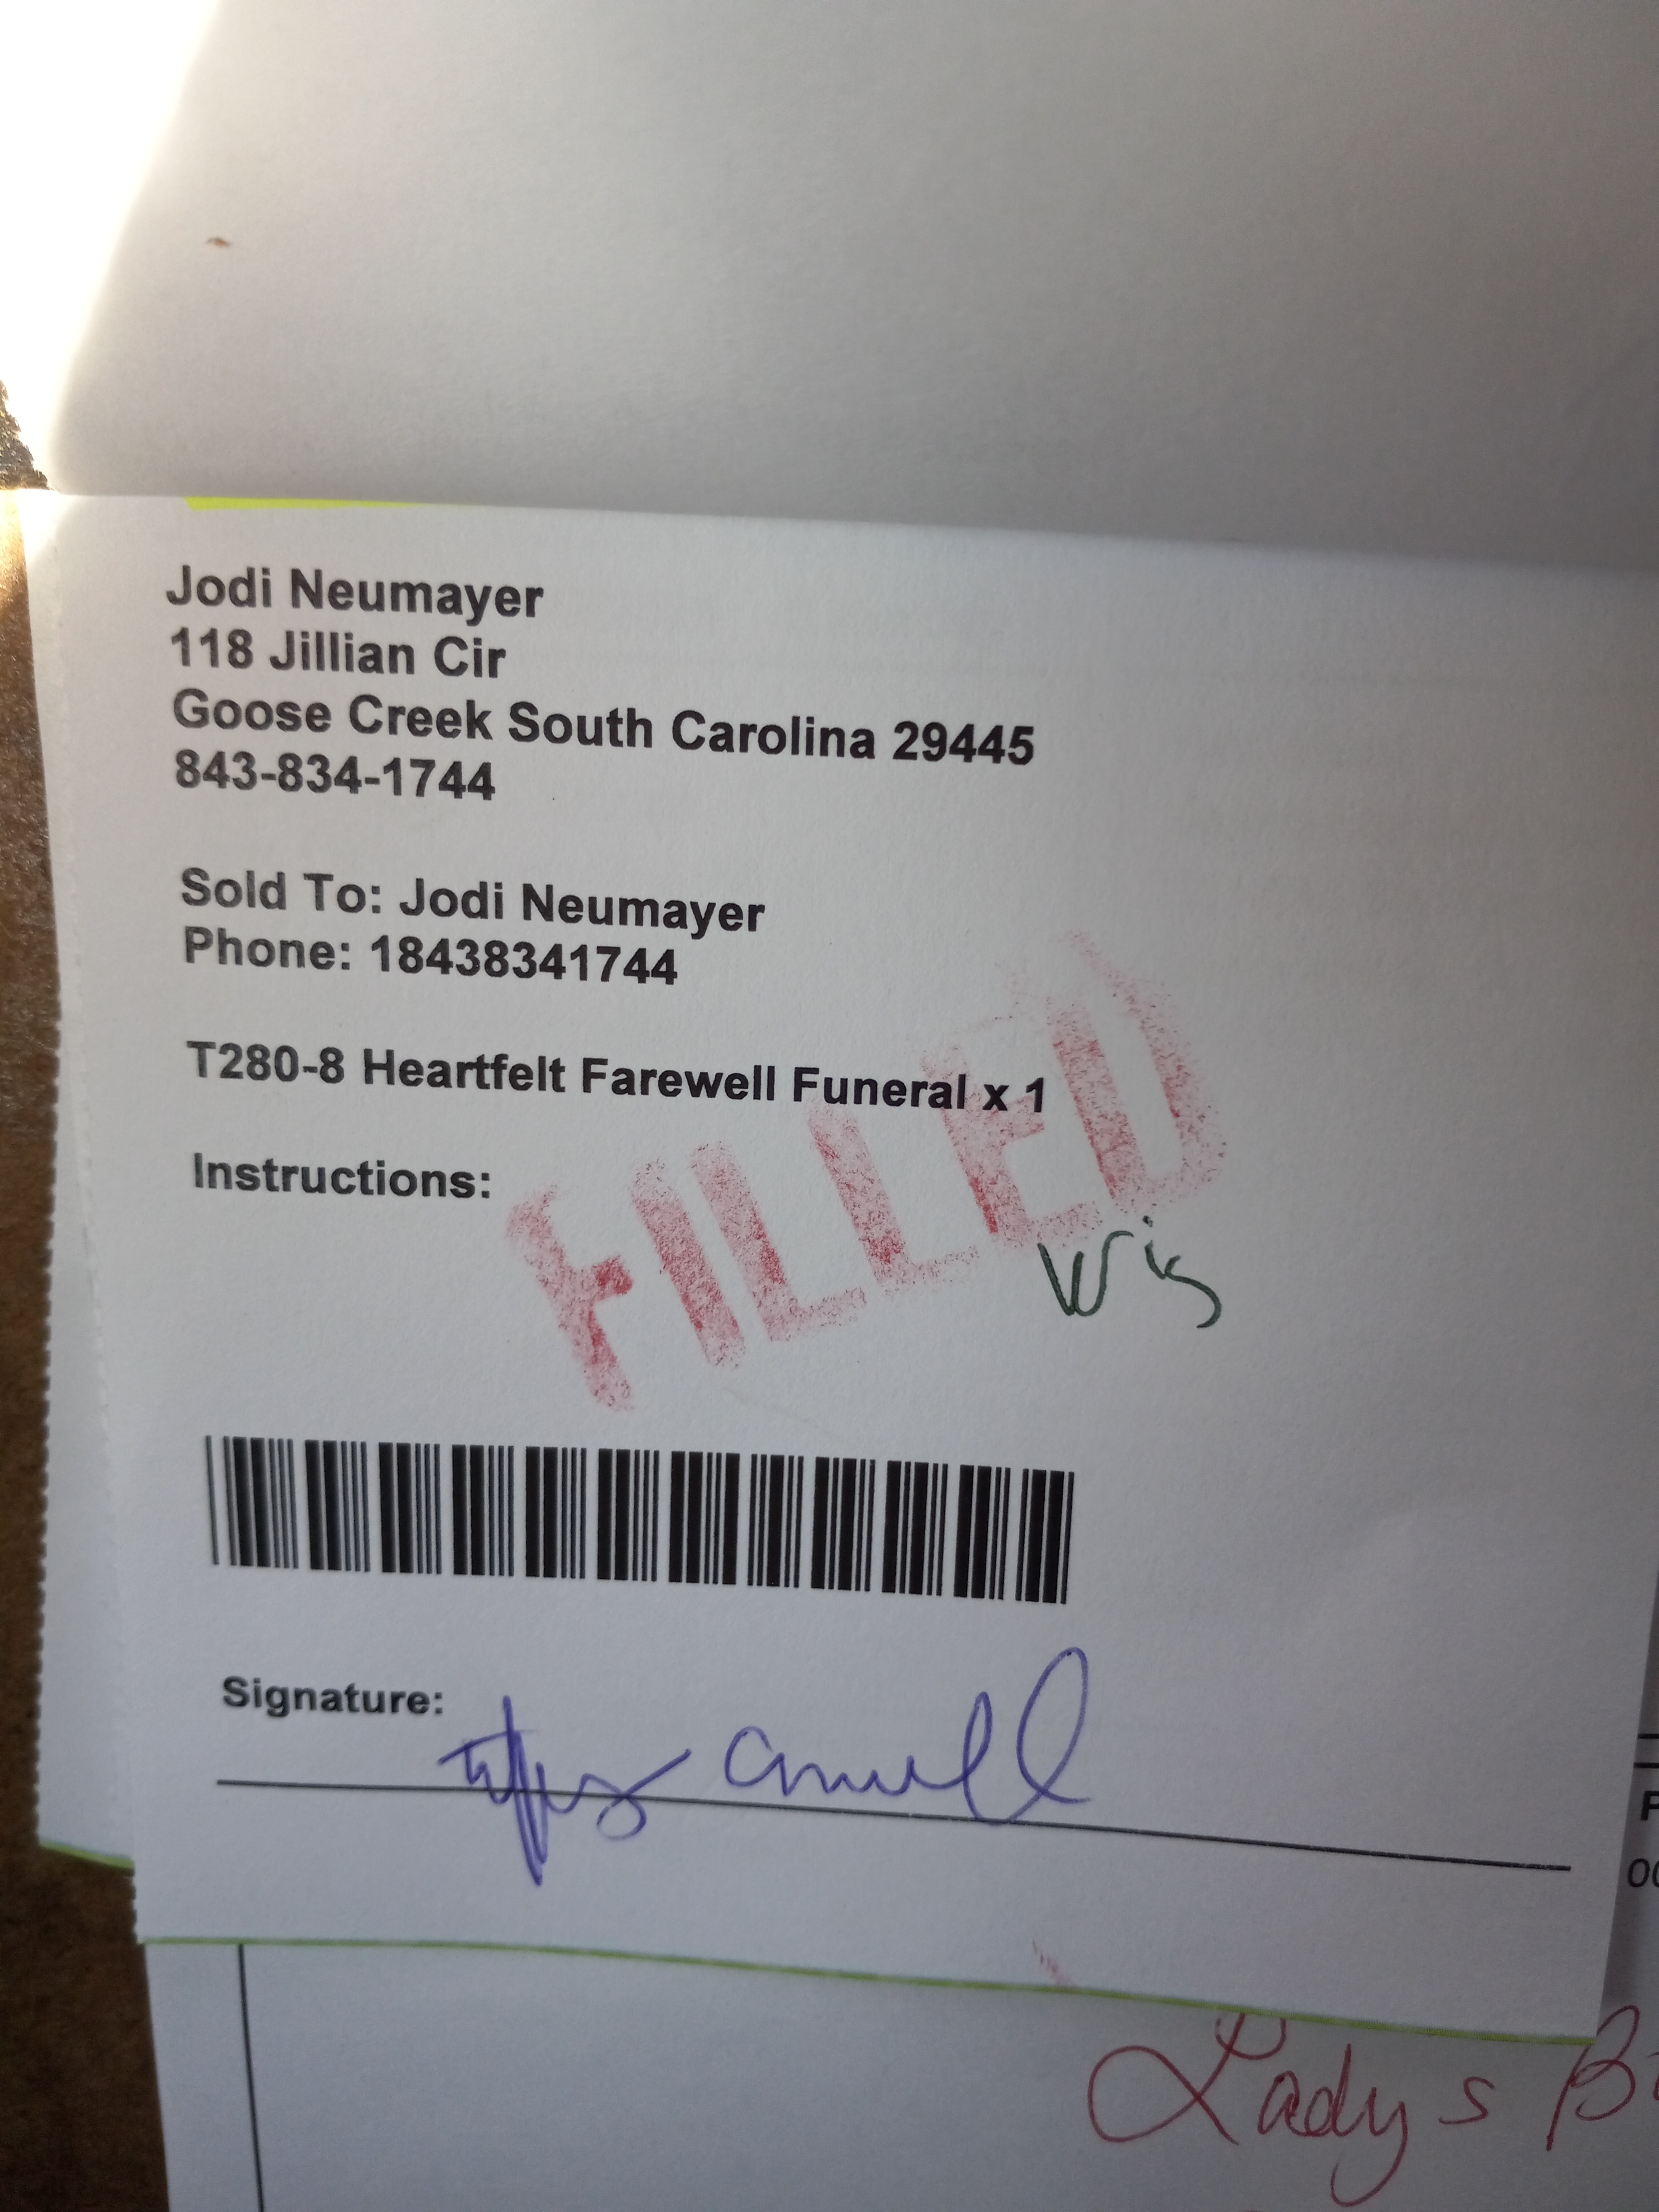 Jodi Neumayer
118 Jillian Cir
Goose Creek South Carolina 29445
843-834-1744
Sold To: Jodi Neumayer
Phone: 18438341744
T280-8 Heartfelt Farewell Funeral x 1
Instructions:
FILLED
Signature:
Lady s